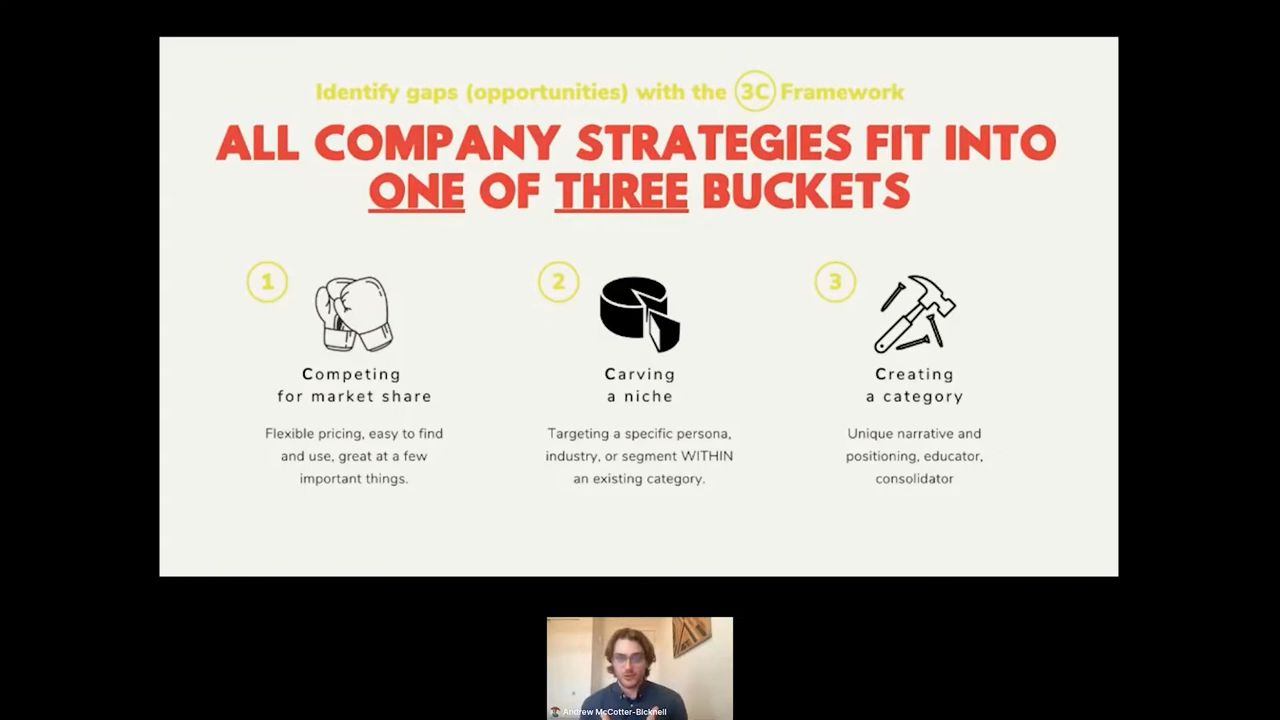 Identify gaps (opportunities) with the 3C Framework
ALL COMPANY STRATEGIES FIT INTO
ONE OF THREE BUCKETS
1
Competing
for market share
Flexible pricing, easy to find
and use, great at a few
important things.
2
Carving
a niche
Targeting a specific persona,
industry, or segment WITHIN
an existing category.
3
Creating
a category
Unique narrative and
positioning, educator,
consolidator
Andrew McCotter-Bicknell